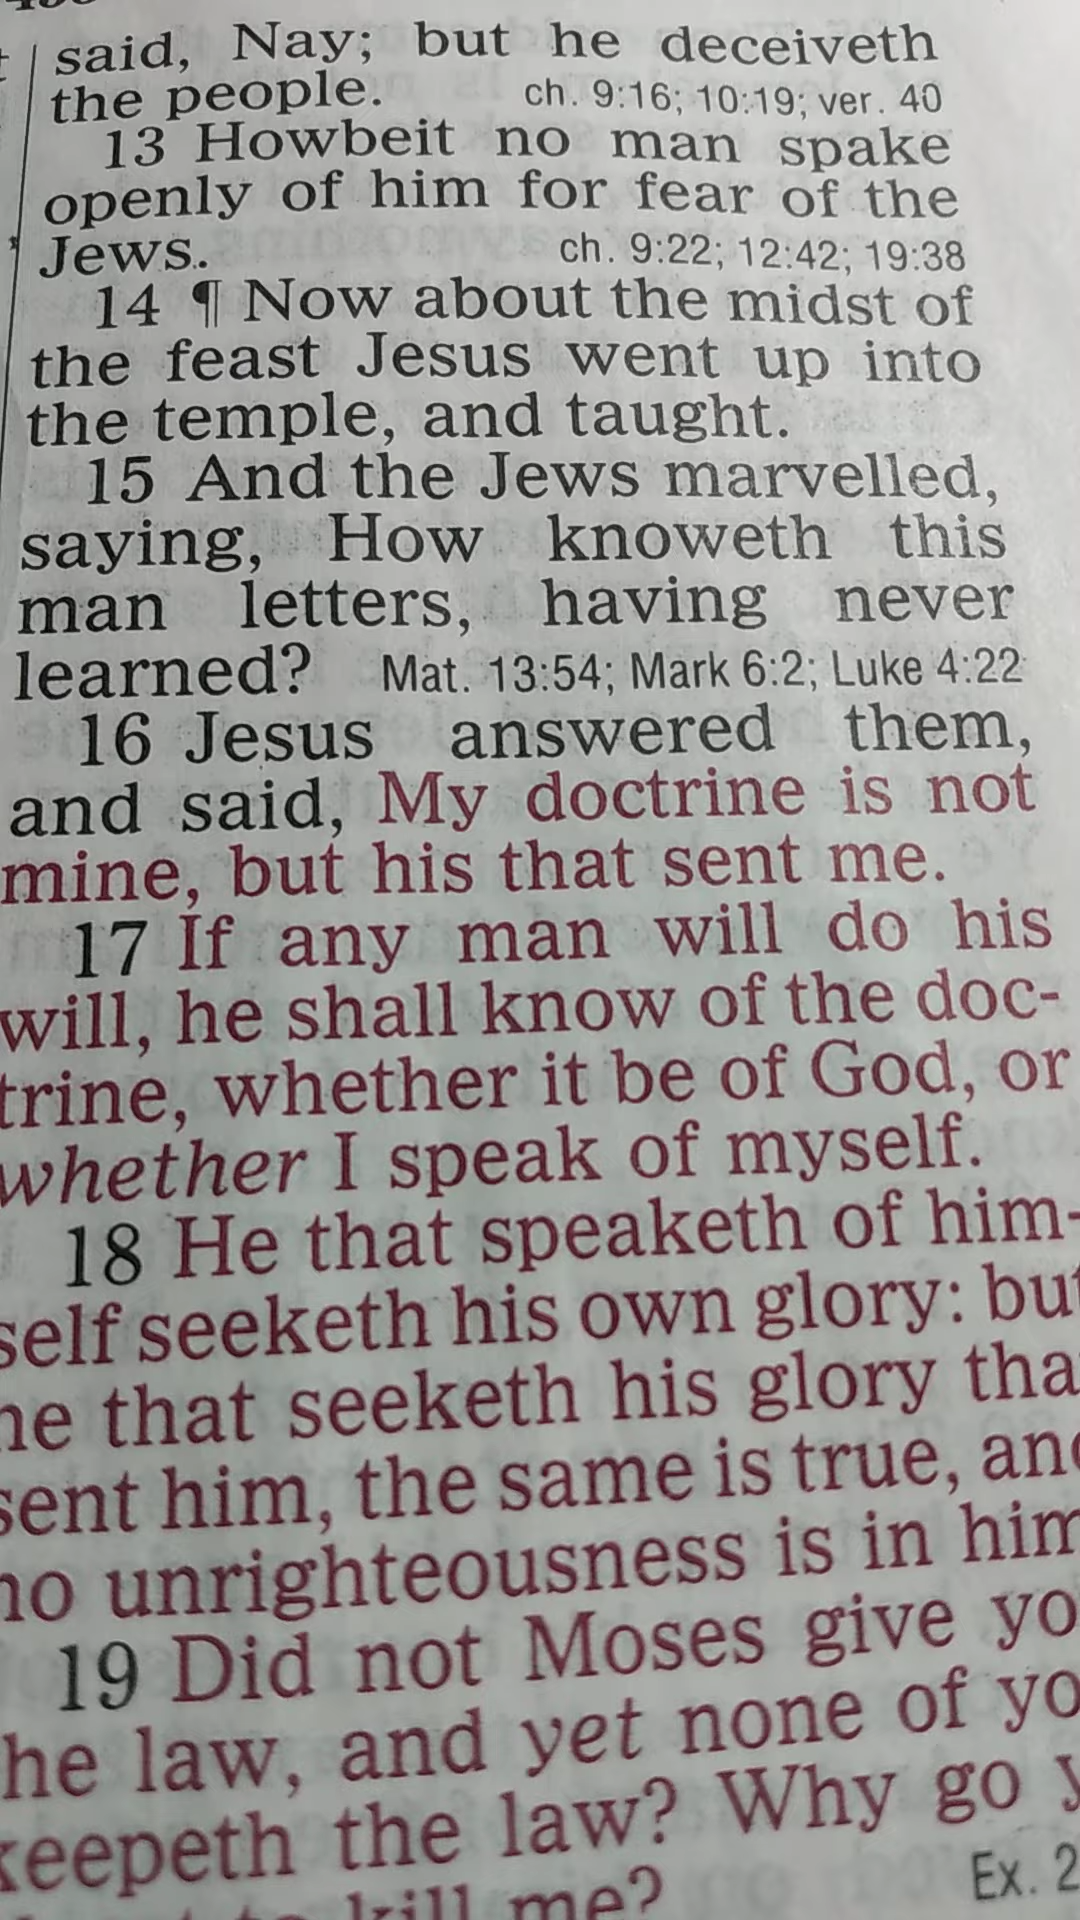 said, Nay; but he deceiveth
the people. ch. 9:16; 10:19; ver. 40
13 Howbeit no man spake
openly of him for fear of the
Jews. ch. 9:22; 12:42; 19:38
14 ¶ Now about the midst of
the feast Jesus went up into
the temple, and taught.
15 And the Jews marvelled,
saying, How knoweth this
man letters, having never
learned? Mat. 13:54; Mark 6:2; Luke 4:22
16 Jesus answered them,
and said, My doctrine is not
mine, but his that sent me.
17 If any man will do his
will, he shall know of the doc-
trine, whether it be of God, or
whether I speak of myself.
18 He that speaketh of him-
self seeketh his own glory: but
he that seeketh his glory tha
sent him, the same is true, and
no unrighteousness is in him
19 Did not Moses give yo
he law, and yet none of yo
keepeth the law? Why go y
kill me? Ex. 2